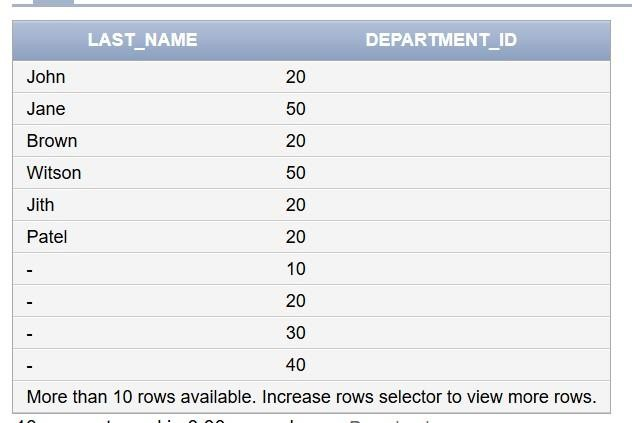 LAST_NAME DEPARTMENT_ID
John 20
Jane 50
Brown 20
Witson 50
Jith 20
Patel 20
- 10
- 20
- 30
- 40
More than 10 rows available. Increase rows selector to view more rows.